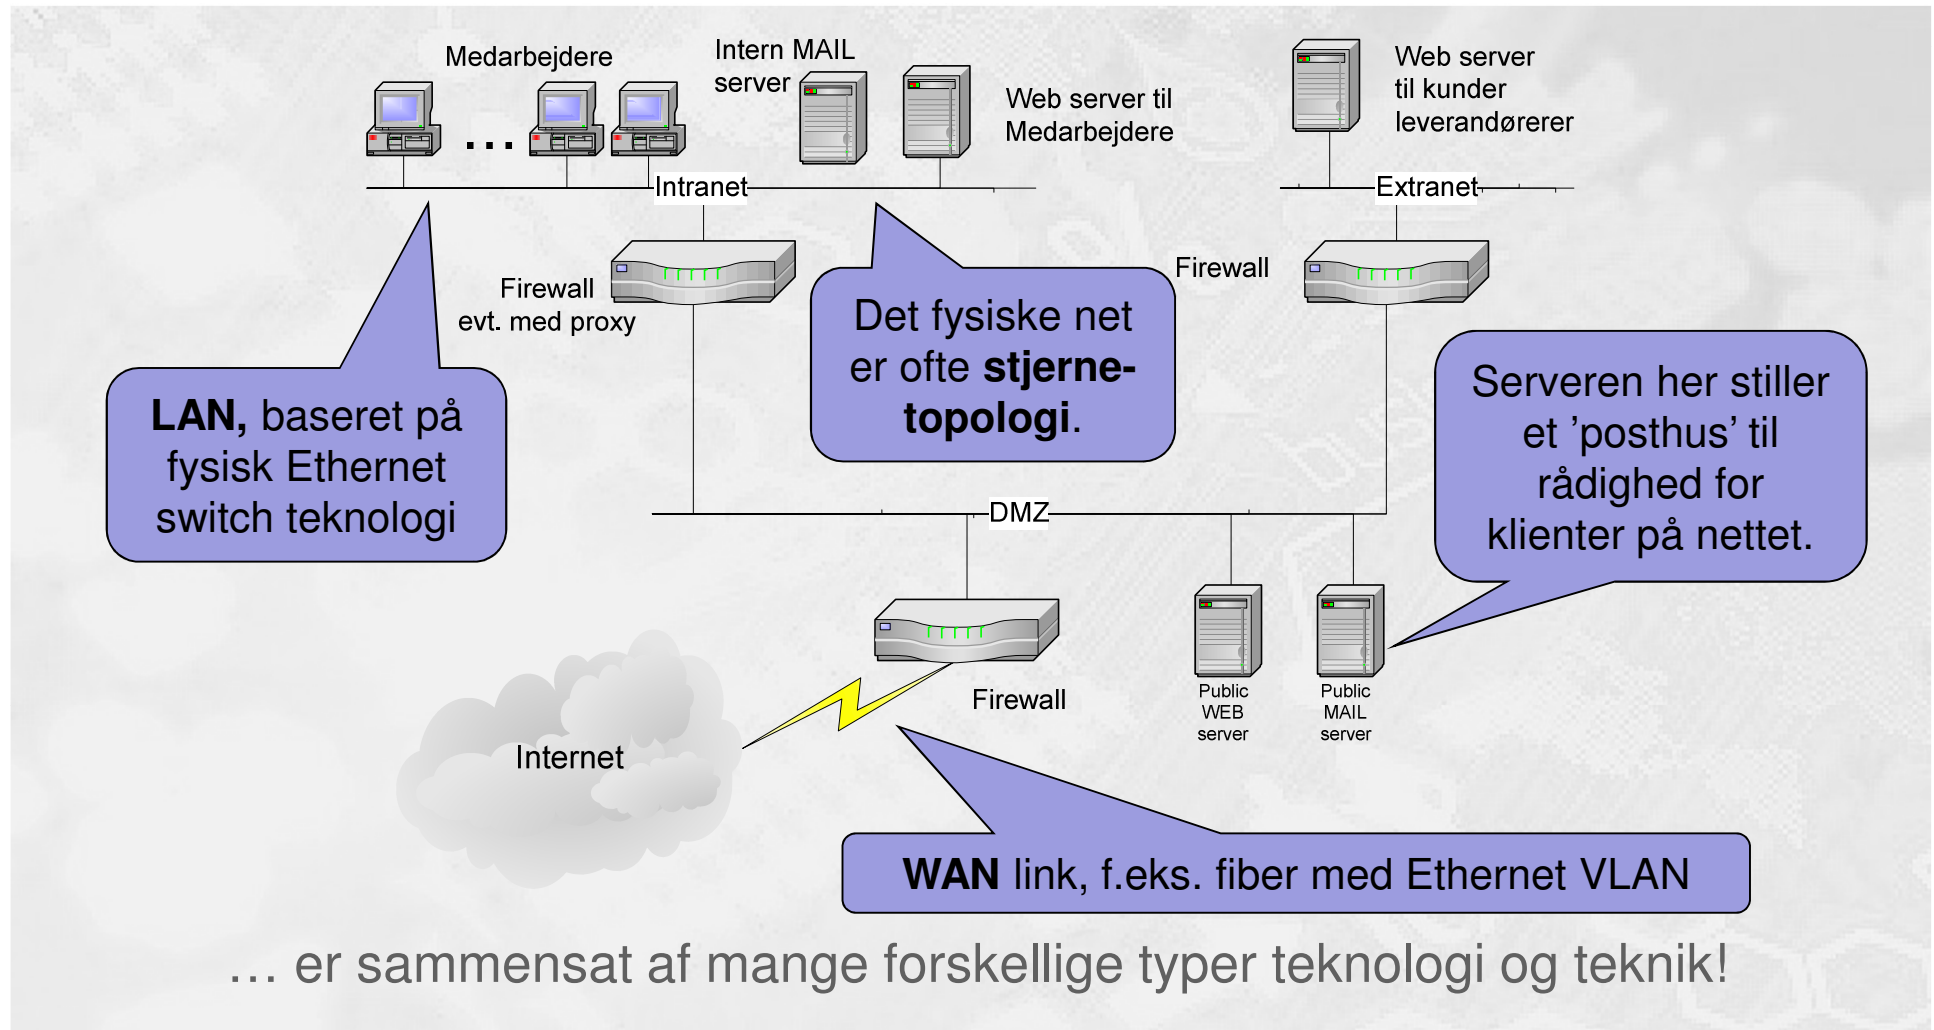 Medarbejdere
Intern MAIL
server
Web server til
Medarbejdere
Web server
til kunder
leverandørerer
...
Intranet
Extranet
Firewall
evt. med proxy
Firewall
Det fysiske net
er ofte stjerne-
topologi.
LAN, baseret på
fysisk Ethernet
switch teknologi
Serveren her stiller
et ’posthus’ til
rådighed for
klienter på nettet.
DMZ
Firewall
Public
WEB
server
Public
MAIL
server
Internet
WAN link, f.eks. fiber med Ethernet VLAN
… er sammensat af mange forskellige typer teknologi og teknik!